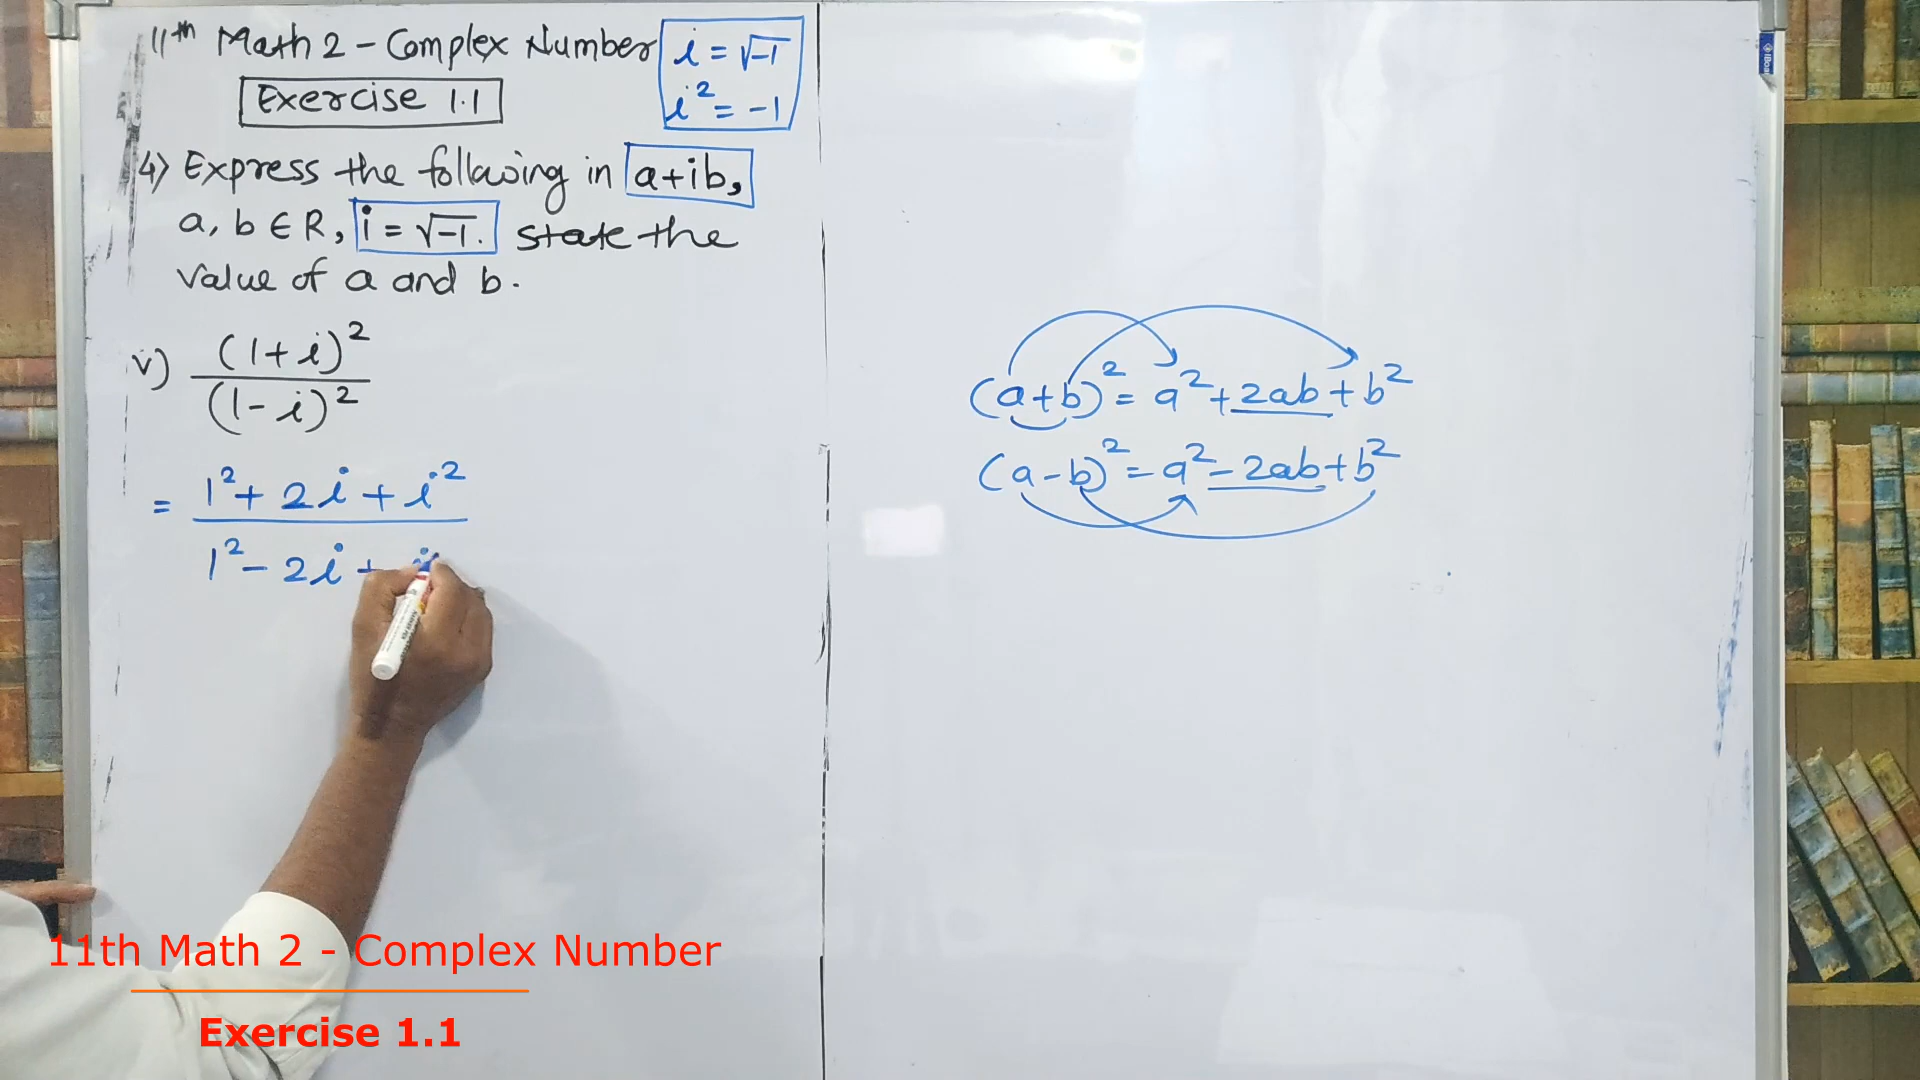 11th Math 2 - Complex Number
Exercise 1.1
i = √-1
i² = -1
4) Express the following in a+ib,
a, b ∈ R, i = √-1. state the
value of a and b.
v) (1+i)²
(1-i)²
= 1² + 2i + i²
1² - 2i + i
(a+b)² = a² + 2ab + b²
(a-b)² = a² - 2ab + b²
11th Math 2 - Complex Number
Exercise 1.1